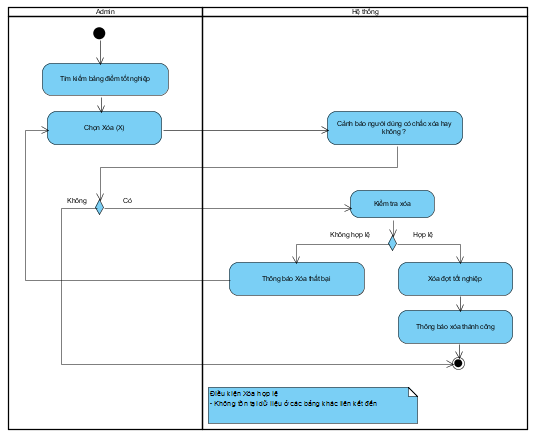 Admin
Hệ thống
Tìm kiếm bảng điểm tốt nghiệp
Chọn Xóa (X)
Cảnh báo người dùng có chắc xóa hay
không ?
Không
Có
Kiểm tra xóa
Không hợp lệ
Hợp lệ
Thông báo Xóa thất bại
Xóa đợt tốt nghiệp
Thông báo xóa thành công
Điều kiện Xóa hợp lệ
- Không tồn tại dữ liệu ở các bảng khác liên kết đến